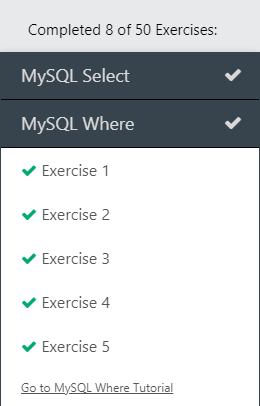 Completed 8 of 50 Exercises:
MySQL Select
MySQL Where
Exercise 1
Exercise 2
Exercise 3
Exercise 4
Exercise 5
Go to MySQL Where Tutorial